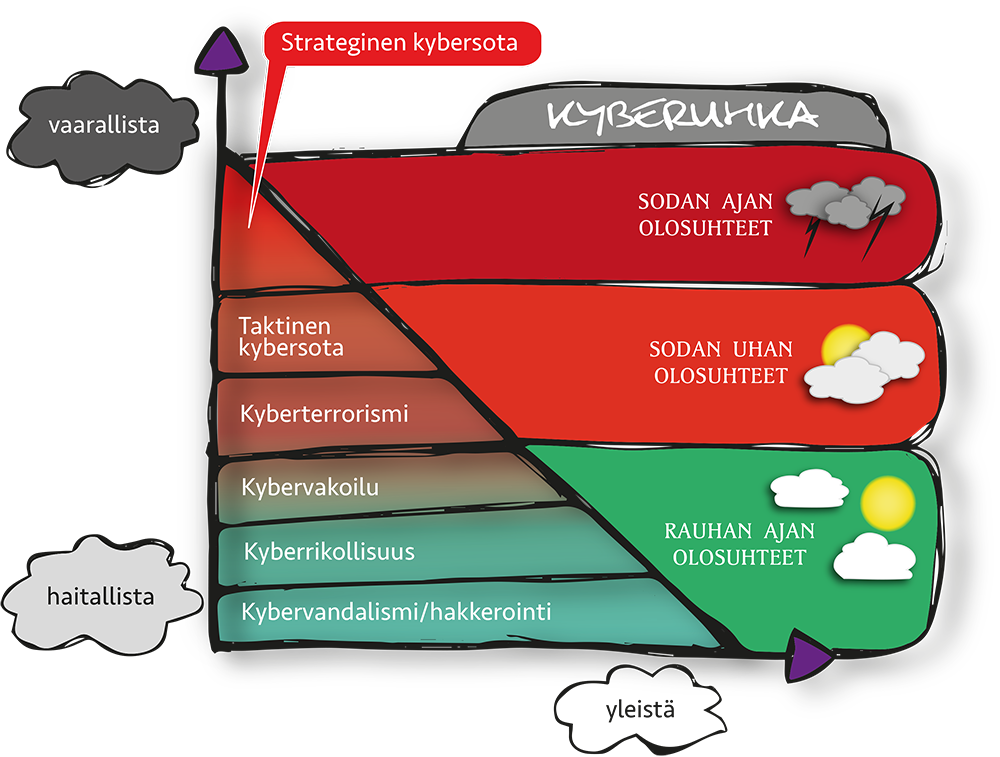 Strateginen kybersota
KYBERUHKA
vaarallista
SODAN AJAN
OLOSUHTEET
Taktinen
kybersota
SODAN UHAN
OLOSUHTEET
Kyberterrorismi
Kybervakoilu
RAUHAN AJAN
OLOSUHTEET
Kyberrikollisuus
haitallista
Kybervandalismi/hakkerointi
yleistä